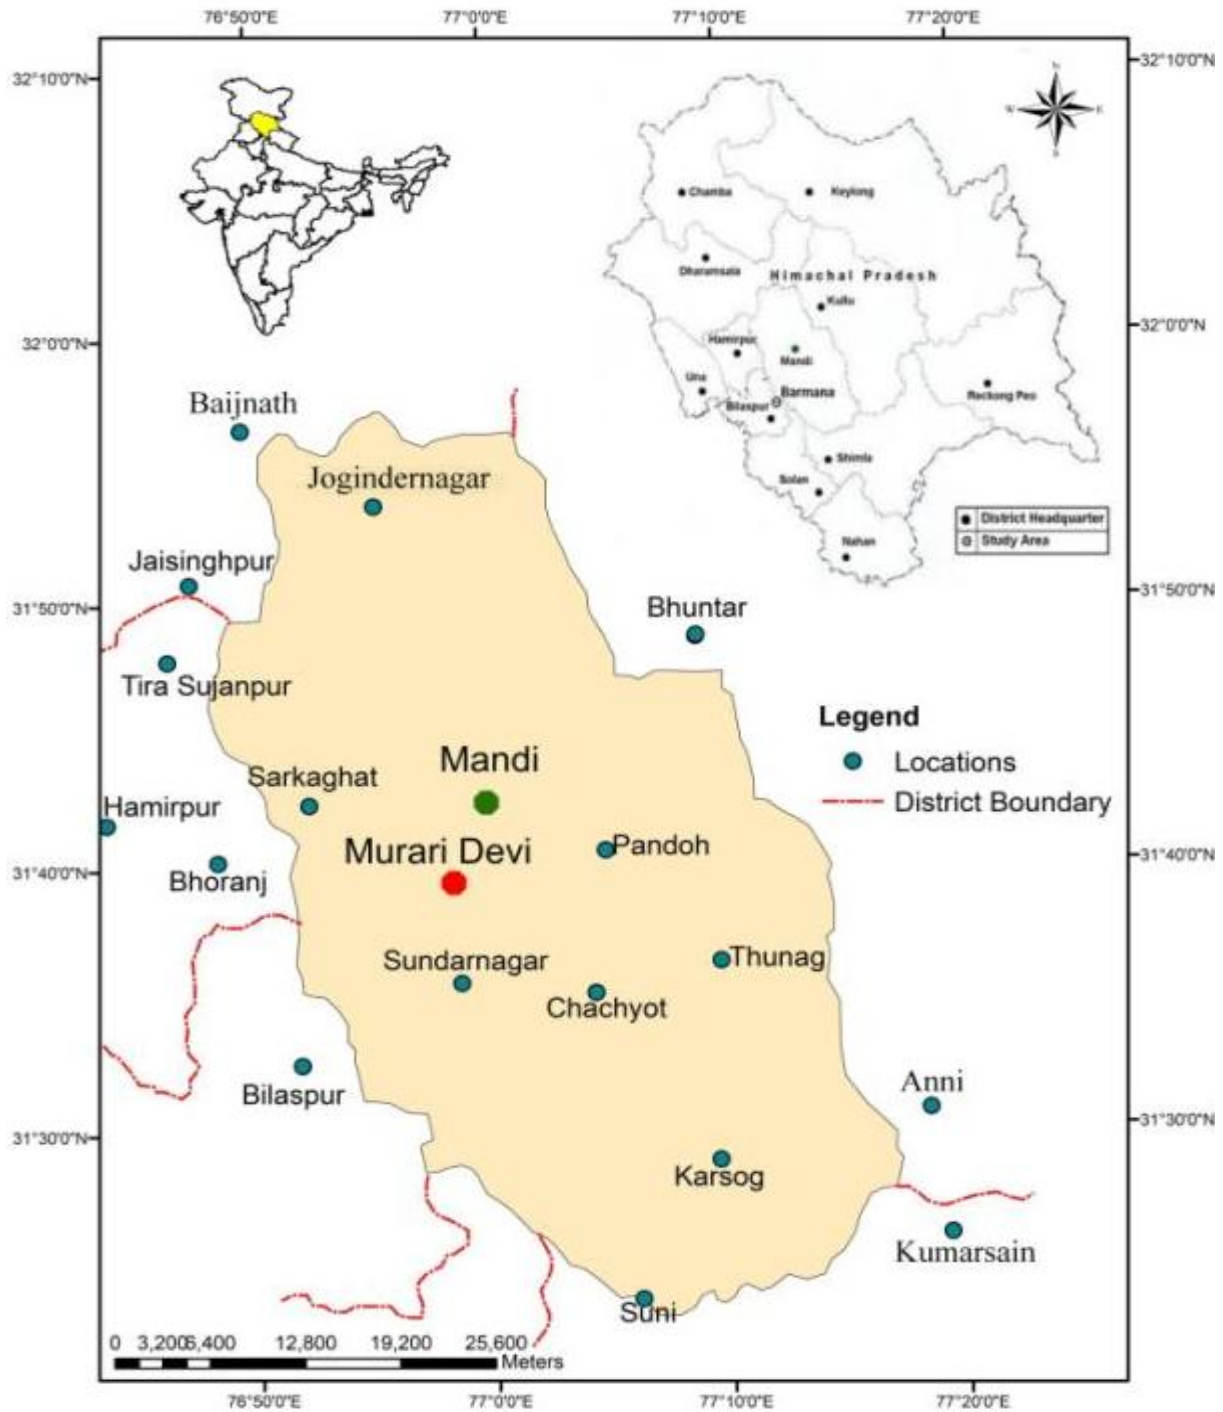 76°50'0"E 77°0'0"E 77°10'0"E 77°20'0"E
32°10'0"N
32°10'0"N
N
W E
S
Chamba
Keylong
Dharamsala
Himachal Pradesh
Kullu
32°0'0"N
32°0'0"N
Hamirpur
Mandi
Una
Barmana
Bilaspur
Reckong Peo
Shimla
Solan
Nahan
District Headquarter
Study Area
Baijnath
Jogindernagar
Jaisinghpur
31°50'0"N
31°50'0"N
Bhuntar
Tira Sujanpur
Legend
Locations
District Boundary
Mandi
Sarkaghat
Hamirpur
Murari Devi
Pandoh
31°40'0"N
31°40'0"N
Bhoranj
Sundarnagar
Thunag
Chachyot
Bilaspur
Anni
31°30'0"N
31°30'0"N
Karsog
Kumarsain
Suni
0 3,200 6,400 12,800 19,200 25,600
Meters
76°50'0"E 77°0'0"E 77°10'0"E 77°20'0"E